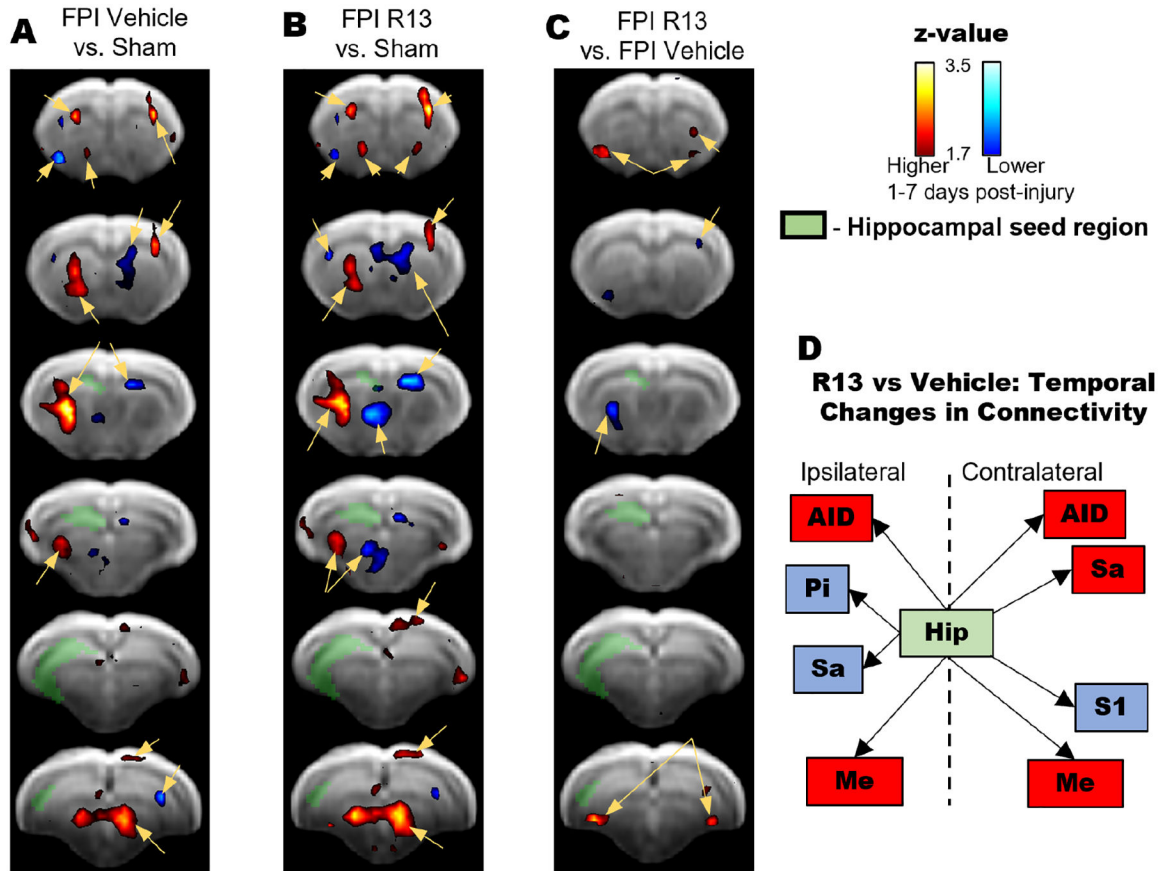 A
FPI Vehicle
vs. Sham
B
FPI R13
vs. Sham
C
FPI R13
vs. FPI Vehicle
z-value
3.5
1.7
Higher
Lower
1-7 days post-injury
- Hippocampal seed region
D
R13 vs Vehicle: Temporal
Changes in Connectivity
Ipsilateral
Contralateral
AID
AID
Sa
Pi
Hip
Sa
S1
Me
Me